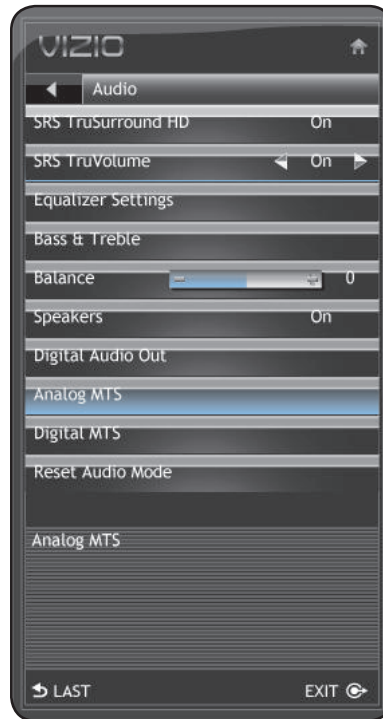 VIZIO
Audio
SRS TruSurround HD On
SRS TruVolume On
Equalizer Settings
Bass & Treble
Balance 0
Speakers On
Digital Audio Out
Analog MTS
Digital MTS
Reset Audio Mode
Analog MTS
LAST EXIT